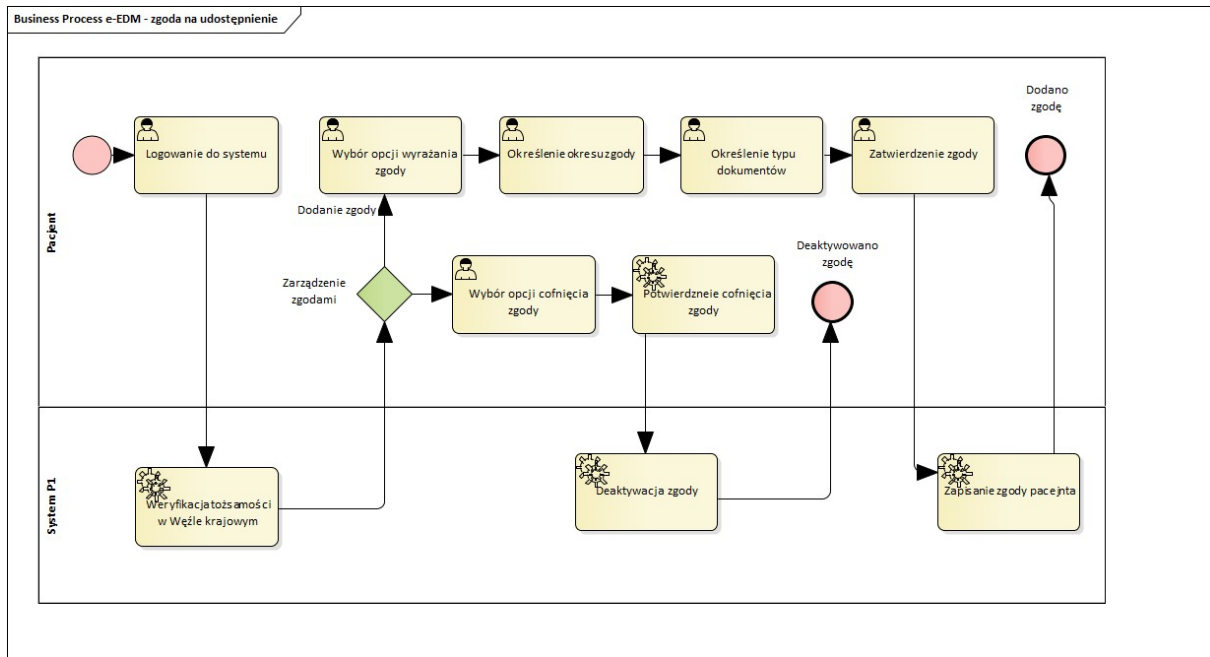 Business Process e-EDM - zgoda na udostępnienie
Pacjent
Logowanie do systemu
Wybór opcji wyrażania
zgody
Określenie okresu zgody
Określenie typu
dokumentów
Zatwierdzenie zgody
Dodano
zgodę
Dodanie zgody
Zarządzenie
zgodami
Wybór opcji cofnięcia
zgody
Potwierdzneie cofnięcia
zgody
Deaktywowano
zgodę
System P1
Weryfikacja tożsamości
w Węźle krajowym
Deaktywacja zgody
Zapisanie zgody pacejnta